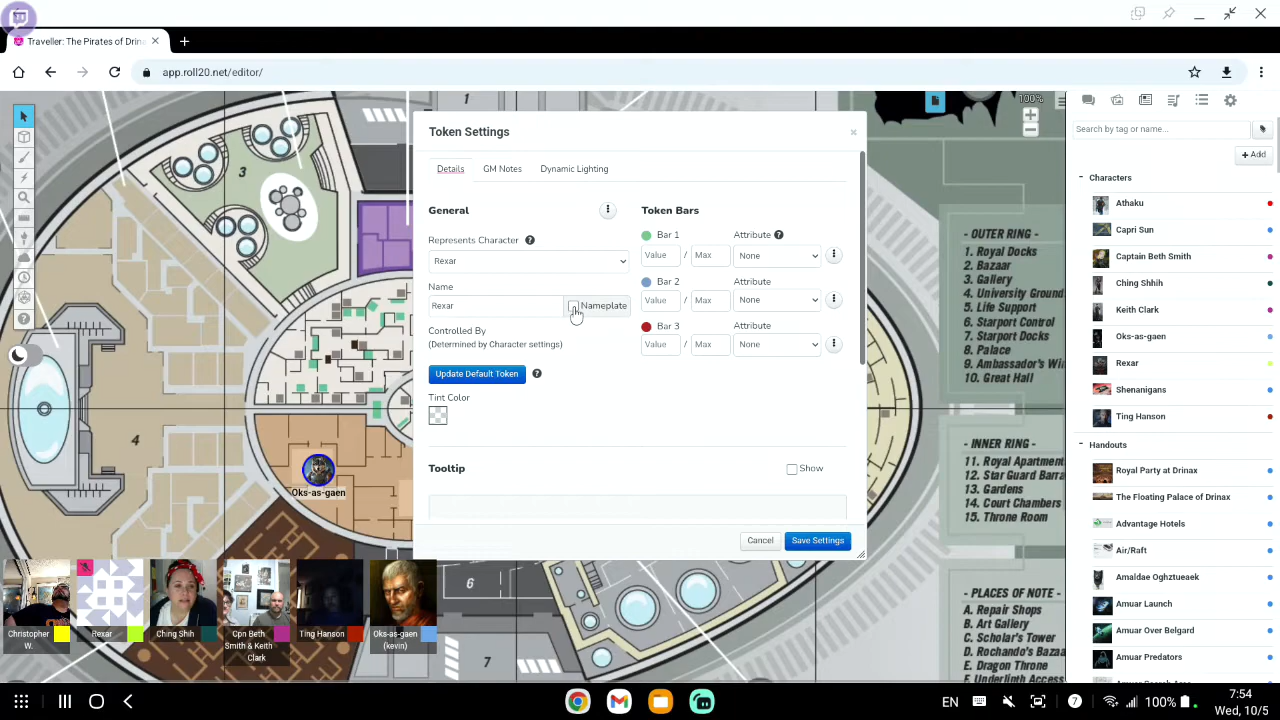 Traveller: The Pirates of Drina
app.roll20.net/editor/
1
3
4
6
7
100%
Token Settings
Details
GM Notes
Dynamic Lighting
General
Token Bars
Represents Character
Rexar
Name
Rexar
Nameplate
Controlled By
(Determined by Character settings)
Update Default Token
Tint Color
Bar 1
Attribute
Value / Max
None
Bar 2
Attribute
Value / Max
None
Bar 3
Attribute
Value / Max
None
Tooltip
Show
Cancel
Save Settings
Oks-as-gaen
- OUTER RING -
1. Royal Docks
2. Bazaar
3. Gallery
4. University Ground
5. Life Support
6. Starport Control
7. Starport Docks
8. Palace
9. Ambassador's Wi
10. Great Hall
- INNER RING -
11. Royal Apartment
12. Star Guard Barra
13. Gardens
14. Court Chambers
15. Throne Room
- PLACES OF NOTE -
A. Repair Shops
B. Art Gallery
C. Scholar's Tower
D. Rochando's Bazaa
E. Dragon Throne
F. Underlinth Access
Search by tag or name...
+ Add
Characters
Athaku
Capri Sun
Captain Beth Smith
Ching Shhih
Keith Clark
Oks-as-gaen
Rexar
Shenanigans
Ting Hanson
Handouts
Royal Party at Drinax
The Floating Palace of Drinax
Advantage Hotels
Air/Raft
Amaldae Oghztueaek
Amuar Launch
Amuar Over Belgard
Amuar Predators
Christopher
W.
Rexar
Ching Shih
Cpn Beth
Smith & Keith
Clark
Ting Hanson
Oks-as-gaen
(kevin)
EN
7
100%
7:54
Wed, 10/5